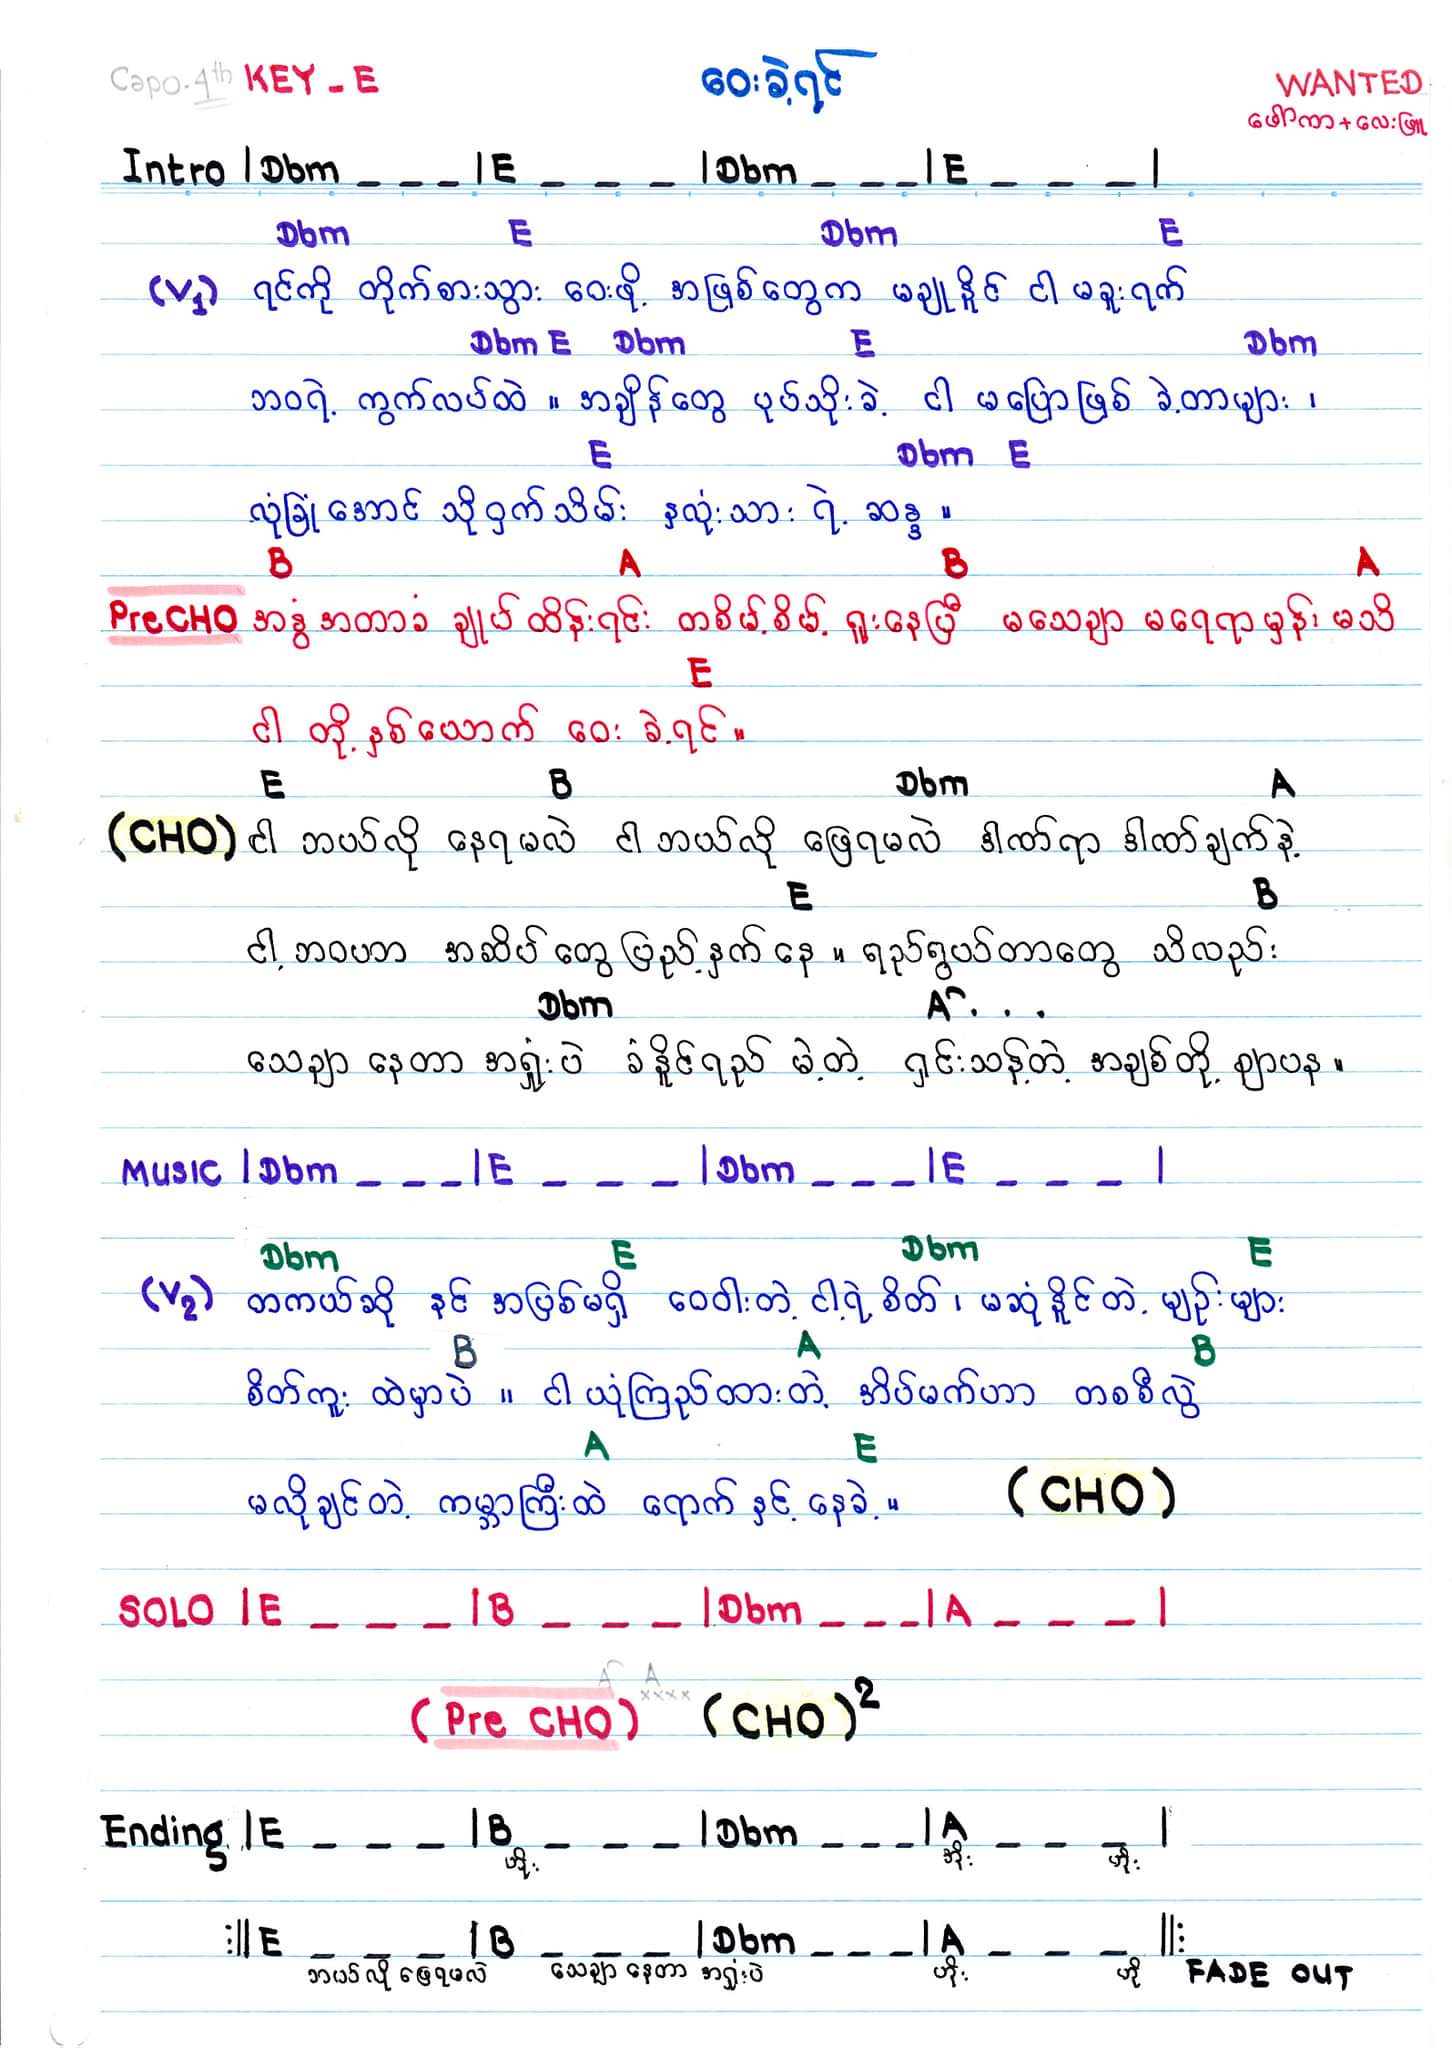 Capo.4th KEY - E ဝေးခဲ့ရင် WANTED
ဖေါ်ကာ + လေးဖြူ
Intro | Dbm _ _ _ | E _ _ _ | Dbm _ _ _ | E _ _ _ |
Dbm E Dbm E
(V1) ရင်ကို တိုက်စားသွား ဝေးဖို့ အဖြစ်တွေက မချုနိူင် ငါ မခူးရက်
Dbm E Dbm E Dbm
ဘဝရဲ့ ကွက်လပ်ထဲ ။ အချိန်တွေ ပုပ်သိုးခဲ့ ငါ မပြောဖြစ် ခဲ့တာများ ၊
E Dbm E
လုံခြုံအောင် သိုဝှက်သိမ်း နှလုံးသား ရဲ့ ဆန္ဒ ။
B A B A
PreCHO အနွံအတာခံ ချုပ်ထိန်းရင်း တစိမ့်စိမ့် ရူးနေပြီ မသေချာ မရေရာမှန်း မသိ
E
ငါ တို့ နှစ်ယောက် ဝေး ခဲ့ရင် ။
E B Dbm A
(CHO) ငါ ဘယ်လို နေရမလဲ ငါ ဘယ်လို ဖြေရမလဲ ဒါဏ်ရာ ဒါဏ်ချက်နဲ့
E B
ငါ့ ဘဝဟာ အဆိပ်တွေ ပြည့်နှက်နေ ။ ရည်ရွယ်တာတွေ သိလည်း
Dbm A . . .
သေချာ နေတာ အရှုံးပဲ ခံနိူင်ရည် မဲ့တဲ့ ရှင်းသန့်တဲ့ အချစ်တို့ ဈာပန ။
MUSIC | Dbm _ _ _ | E _ _ _ | Dbm _ _ _ | E _ _ _ |
Dbm E Dbm E
(V2) တကယ်ဆို နင် အပြစ်မရှိ ဝေဝါးတဲ့ ငါ့ရဲ့ စိတ် ၊ မဆုံနိူင်တဲ့ မျဉ်းများ
B A B
စိတ်ကူး ထဲမှာပဲ ။ ငါ ယုံကြည်ထားတဲ့ အိပ်မက်ဟာ တစစီလွဲ
A E
မလိုချင်တဲ့ ကမ္ဘာကြီးထဲ ရောက်နှင့် နေခဲ့ ။ (CHO)
SOLO | E _ _ _ | B _ _ _ | Dbm _ _ _ | A _ _ _ |
A A
xxxx
(Pre CHO) (CHO)2
Ending | E _ _ _ | B _ _ _ | Dbm _ _ _ | A _ _ _ |
ဟိုး အိုး ဟိုး
:|| E _ _ _ | B _ _ _ | Dbm _ _ _ | A _ _ _ ||: FADE OUT
ဘယ်လို ဖြေရမလဲ သေချာ နေတာ အရှုံးပဲ ဟိုး ဟို